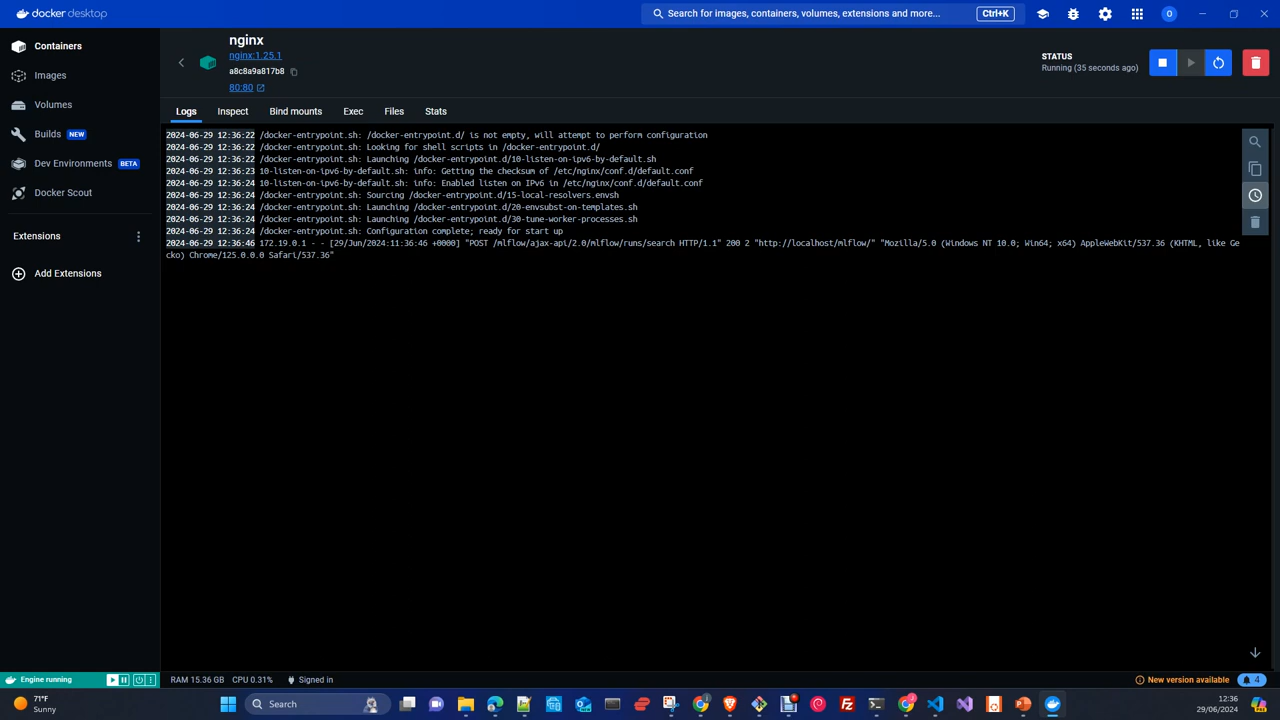 docker desktop
Search for images, containers, volumes, extensions and more...
Ctrl+K
Containers
Images
Volumes
Builds NEW
Dev Environments BETA
Docker Scout
Extensions
Add Extensions
nginx
nginx:1.25.1
a8c8a9a817b8
80:80
STATUS
Running (35 seconds ago)
Logs Inspect Bind mounts Exec Files Stats
2024-06-29 12:36:22 /docker-entrypoint.sh: /docker-entrypoint.d/ is not empty, will attempt to perform configuration
2024-06-29 12:36:22 /docker-entrypoint.sh: Looking for shell scripts in /docker-entrypoint.d/
2024-06-29 12:36:22 /docker-entrypoint.sh: Launching /docker-entrypoint.d/10-listen-on-ipv6-by-default.sh
2024-06-29 12:36:23 10-listen-on-ipv6-by-default.sh: info: Getting the checksum of /etc/nginx/conf.d/default.conf
2024-06-29 12:36:24 10-listen-on-ipv6-by-default.sh: info: Enabled listen on IPv6 in /etc/nginx/conf.d/default.conf
2024-06-29 12:36:24 /docker-entrypoint.sh: Sourcing /docker-entrypoint.d/15-local-resolvers.envsh
2024-06-29 12:36:24 /docker-entrypoint.sh: Launching /docker-entrypoint.d/20-envsubst-on-templates.sh
2024-06-29 12:36:24 /docker-entrypoint.sh: Launching /docker-entrypoint.d/30-tune-worker-processes.sh
2024-06-29 12:36:24 /docker-entrypoint.sh: Configuration complete; ready for start up
2024-06-29 12:36:46 172.19.0.1 - - [29/Jun/2024:11:36:46 +0000] "POST /mlflow/ajax-api/2.0/mlflow/runs/search HTTP/1.1" 200 2 "http://localhost/mlflow/" "Mozilla/5.0 (Windows NT 10.0; Win64; x64) AppleWebKit/537.36 (KHTML, like Ge
cko) Chrome/125.0.0.0 Safari/537.36"
Engine running
RAM 15.36 GB CPU 0.31% Signed in
New version available
4
71°F
Sunny
Search
12:36
29/06/2024